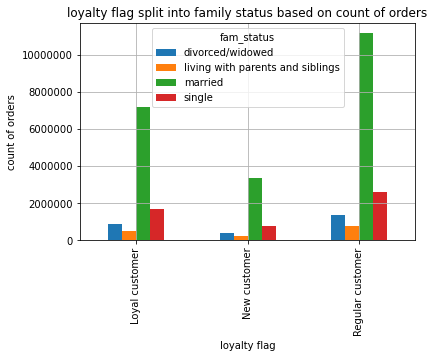 loyalty flag split into family status based on count of orders
fam_status
divorced/widowed
living with parents and siblings
married
single
count of orders
10000000
8000000
6000000
4000000
2000000
0
Loyal customer
New customer
Regular customer
loyalty flag